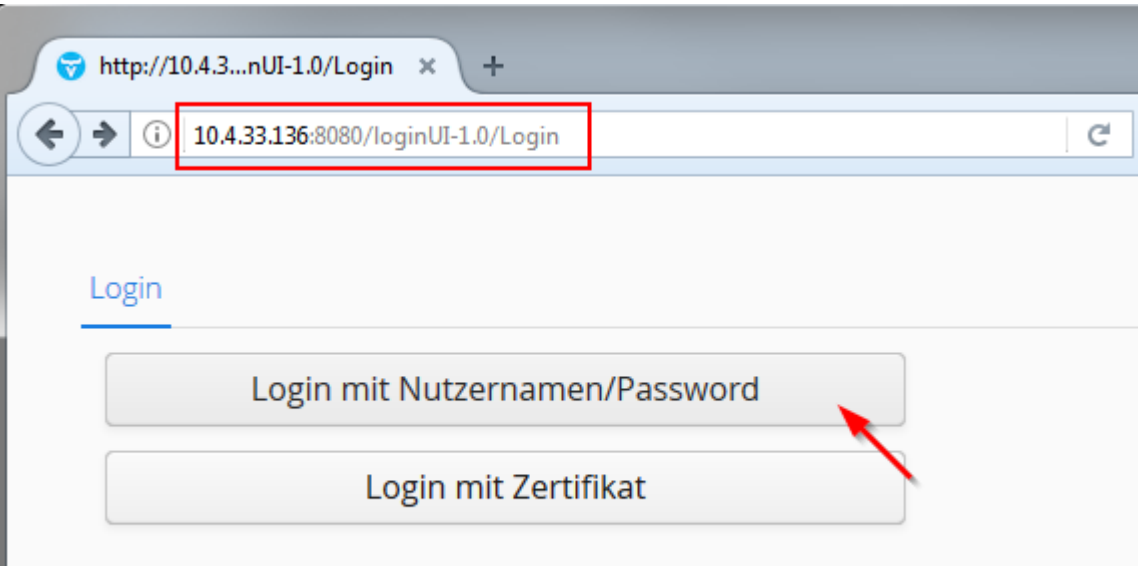 http://10.4.3...nUI-1.0/Login
10.4.33.136:8080/loginUI-1.0/Login
Login
Login mit Nutzernamen/Password
Login mit Zertifikat